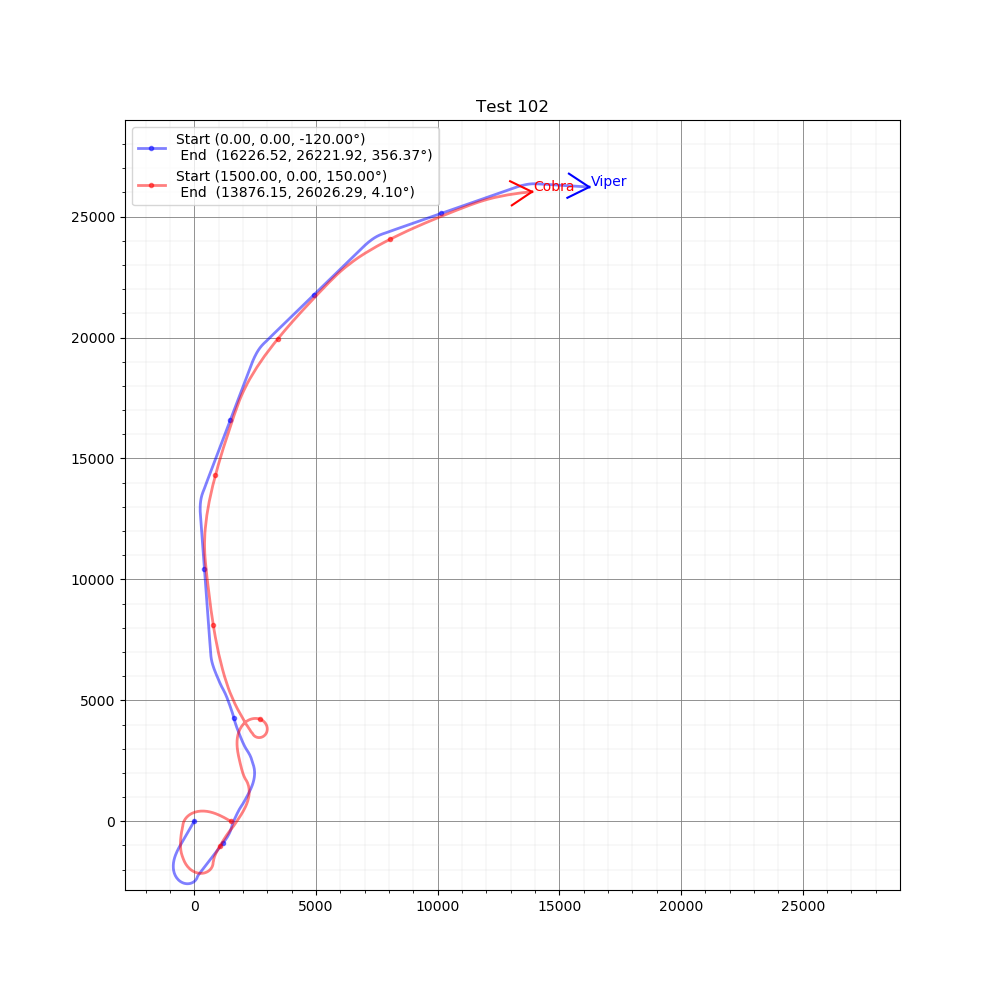 Test 102
Start (0.00, 0.00, -120.00°)
End (16226.52, 26221.92, 356.37°)
Start (1500.00, 0.00, 150.00°)
End (13876.15, 26026.29, 4.10°)
Cobra
Viper
25000
20000
15000
10000
5000
0
0 5000 10000 15000 20000 25000